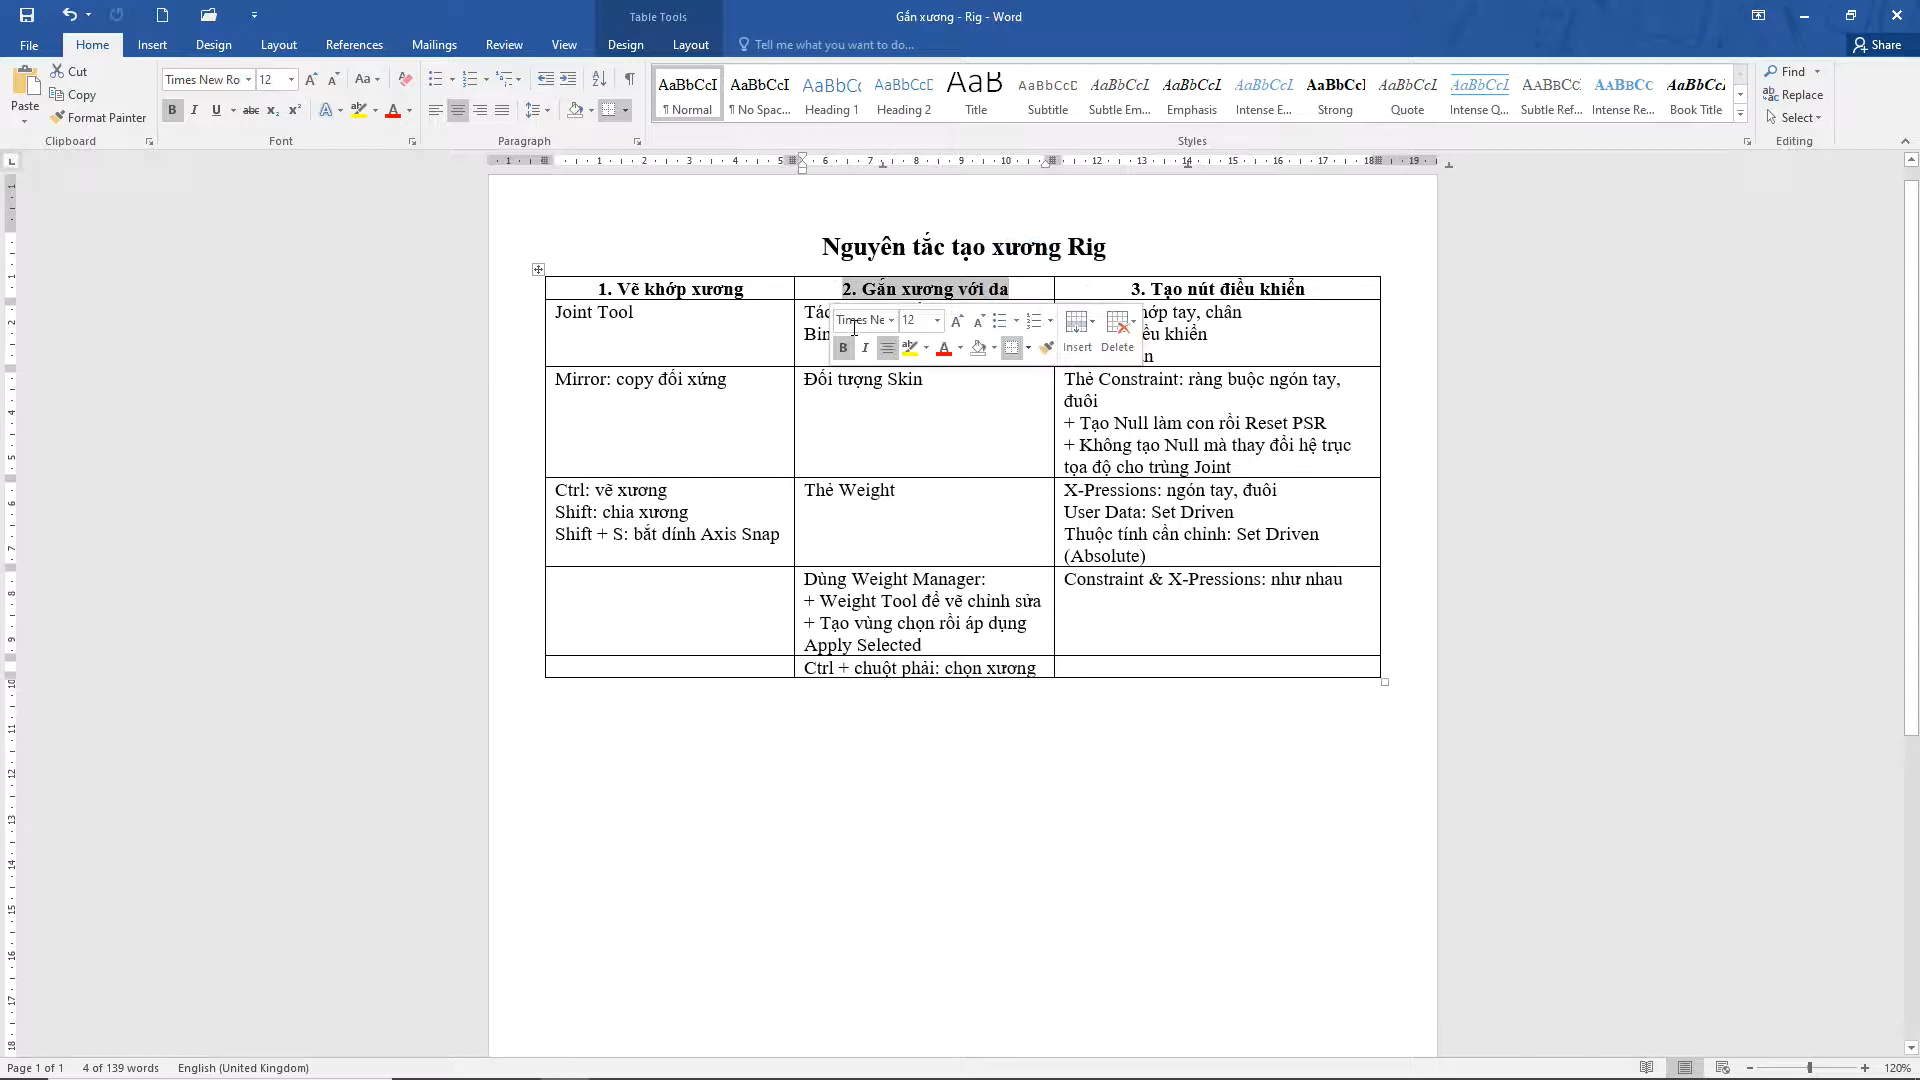 Table Tools
Gắn xương - Rig - Word
File Home Insert Design Layout References Mailings Review View Design Layout Tell me what you want to do... Share
Paste
Cut
Copy
Format Painter
Clipboard
Times New Ro 12
Font
Paragraph
AaBbCcI AaBbCcI AaBbCc AaBbCcD AaB AaBbCcD AaBbCcI AaBbCcI AaBbCcI AaBbCcI AaBbCcI AaBbCcI AaBbCc AaBbCc AaBbCcI
¶ Normal ¶ No Spac... Heading 1 Heading 2 Title Subtitle Subtle Em... Emphasis Intense E... Strong Quote Intense Q... Subtle Ref... Intense Re... Book Title
Styles
Find
Replace
Select
Editing
Nguyên tắc tạo xương Rig
1. Vẽ khớp xương
2. Gắn xương với da
3. Tạo nút điều khiển
Joint Tool
Times Ne 12
Insert Delete
tay, chân
khiển
Mirror: copy đối xứng
Đối tượng Skin
Thẻ Constraint: ràng buộc ngón tay,
đuôi
+ Tạo Null làm con rồi Reset PSR
+ Không tạo Null mà thay đổi hệ trục
tọa độ cho trùng Joint
Ctrl: vẽ xương
Shift: chia xương
Shift + S: bắt dính Axis Snap
Thẻ Weight
X-Pressions: ngón tay, đuôi
User Data: Set Driven
Thuộc tính cần chỉnh: Set Driven
(Absolute)
Dùng Weight Manager:
+ Weight Tool để vẽ chỉnh sửa
+ Tạo vùng chọn rồi áp dụng
Apply Selected
Constraint & X-Pressions: như nhau
Ctrl + chuột phải: chọn xương
Page 1 of 1 4 of 139 words English (United Kingdom) 120%